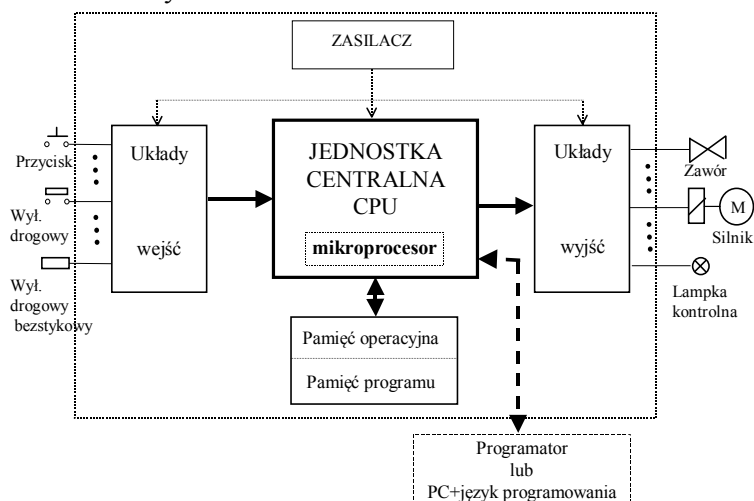 ZASILACZ
Układy
wejść
JEDNOSTKA
CENTRALNA
CPU
mikroprocesor
Układy
wyjść
Przycisk
Wył.
drogowy
Wył.
drogowy
bezstykowy
Zawór
M
Silnik
Lampka
kontrolna
Pamięć operacyjna
Pamięć programu
Programator
lub
PC+język programowania